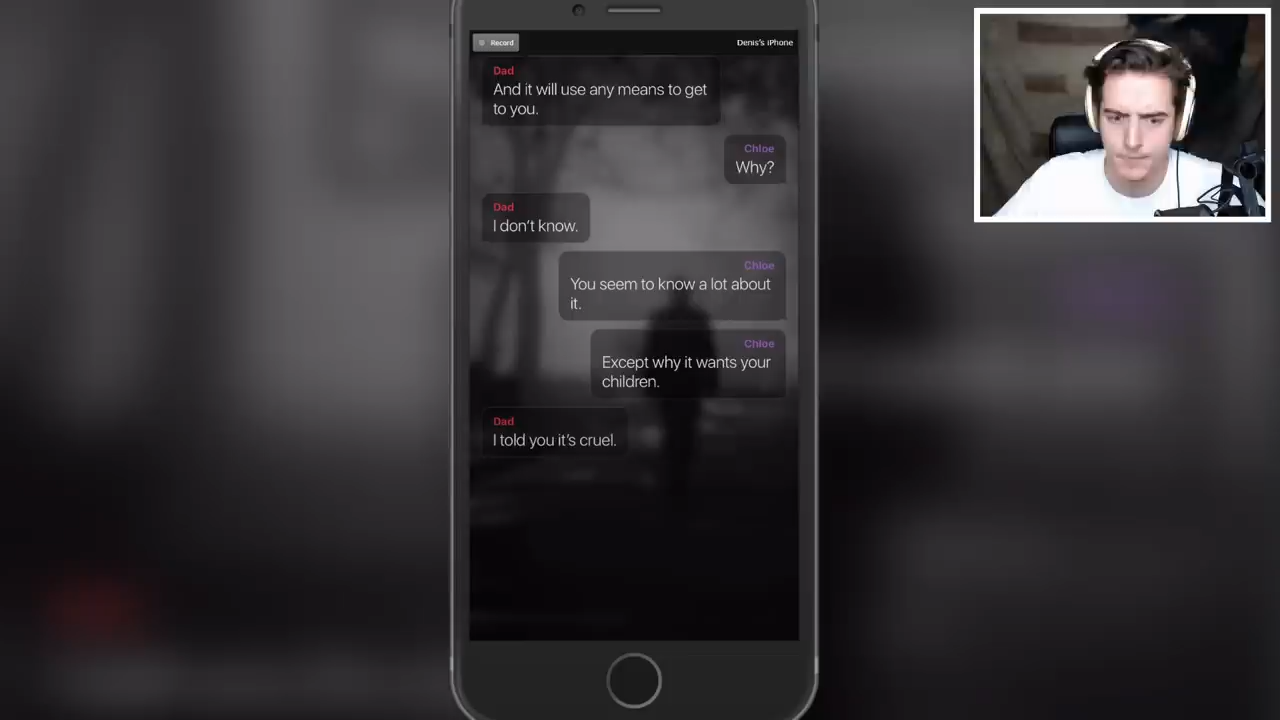 Record
Denis's iPhone
Dad
And it will use any means to get
to you.
Chloe
Why?
Dad
I don't know.
Chloe
You seem to know a lot about
it.
Chloe
Except why it wants your
children.
Dad
I told you it's cruel.